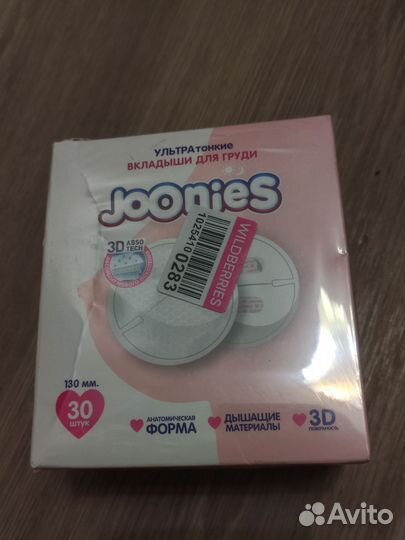 УЛЬТРАтонкие
ВКЛАДЫШИ ДЛЯ ГРУДИ
JOONIES
3D ABSO
TECH
WILDBERRIES
1025410
0283
130 мм.
30
ШТУК
АНАТОМИЧЕСКАЯ
ФОРМА
ДЫШАЩИЕ
МАТЕРИАЛЫ
3D
ПОВЕРХНОСТЬ
Avito